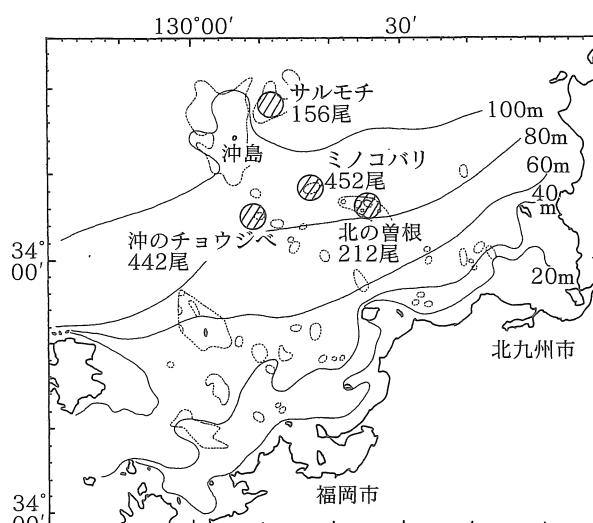 130°00′
30′
サルモチ
156尾
100m
80m
60m
40
m
20m
沖島
ミノコバリ
452尾
沖のチョウジベ
442尾
北の曽根
212尾
34°
00′
北九州市
福岡市
34°
00′